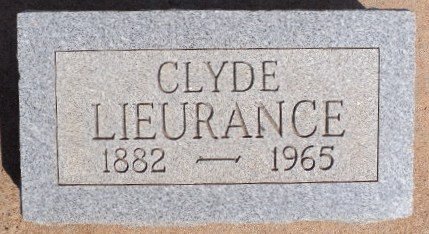 CLYDE
LIEURANCE
1882 — 1965